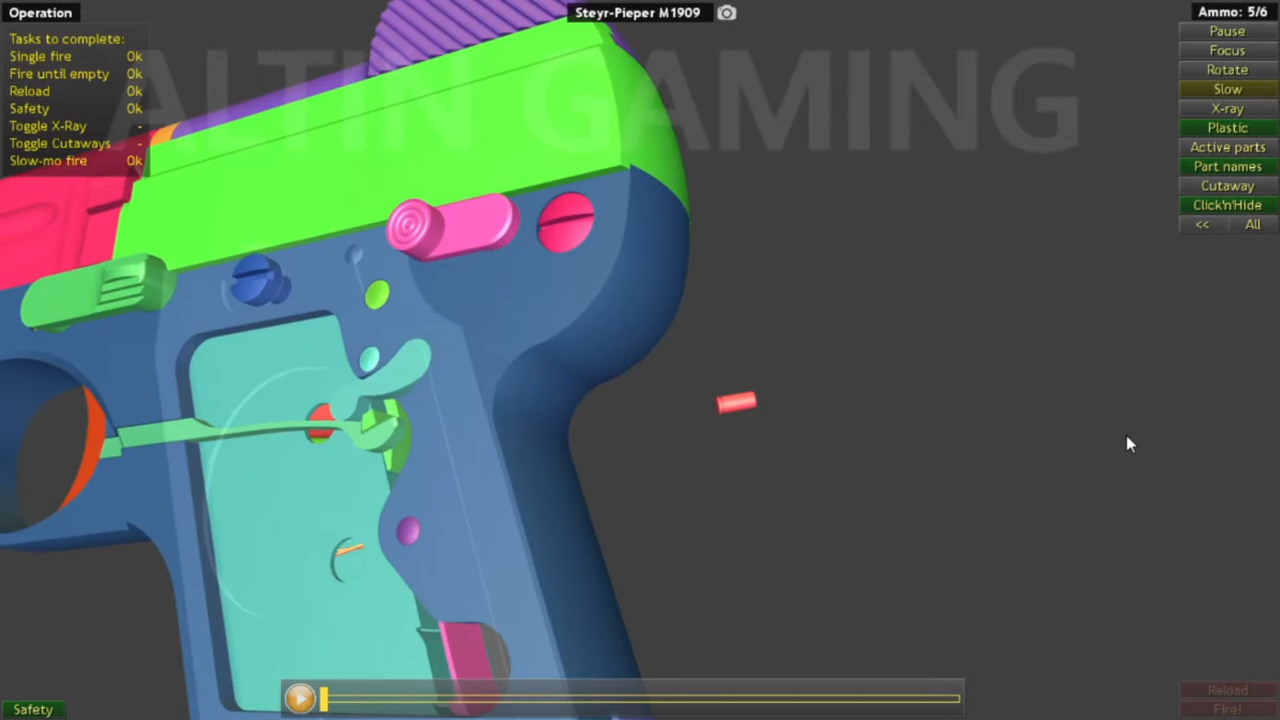 Operation
Steyr-Pieper M1909
Ammo: 5/6
Tasks to complete:
Single fire Ok
Fire until empty Ok
Reload Ok
Safety Ok
Toggle X-Ray -
Toggle Cutaways -
Slow-mo fire Ok
ALTIN GAMING
Pause
Focus
Rotate
Slow
X-ray
Plastic
Active parts
Part names
Cutaway
Click'n'Hide
<< All
Safety
Reload
Fire!